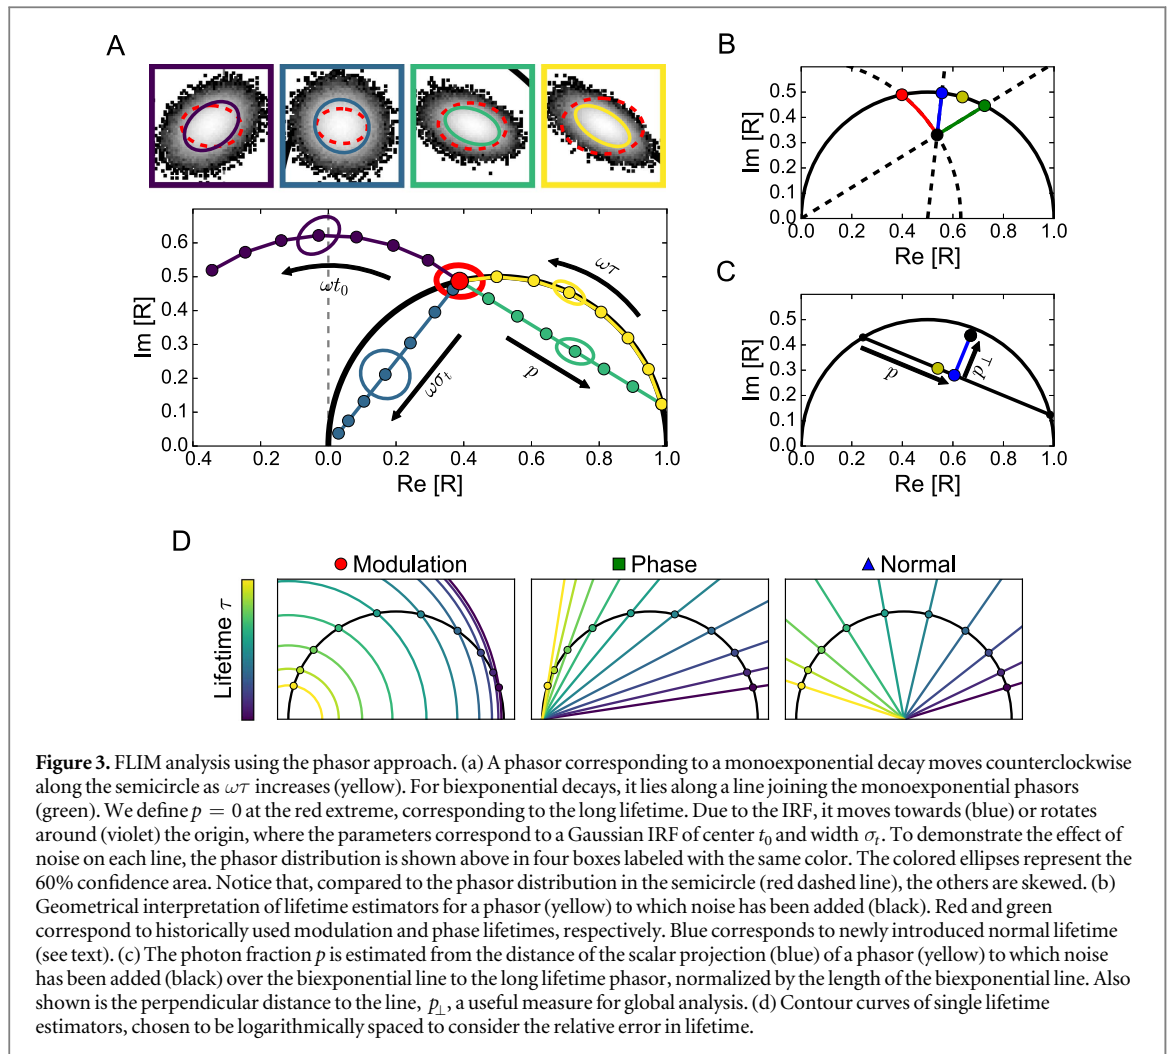 A
B
0.5
0.4
0.3
0.2
0.1
0.0
Im [R]
0.0 0.2 0.4 0.6 0.8 1.0
Re [R]
0.6
0.5
0.4
0.3
0.2
0.1
0.0
Im [R]
ωt₀
ωτ
ωσₜ
p
0.4 0.2 0.0 0.2 0.4 0.6 0.8 1.0
Re [R]
C
0.5
0.4
0.3
0.2
0.1
0.0
Im [R]
p
p⊥
0.0 0.2 0.4 0.6 0.8 1.0
Re [R]
D
Lifetime τ
Modulation
Phase
Normal
Figure 3. FLIM analysis using the phasor approach. (a) A phasor corresponding to a monoexponential decay moves counterclockwise
along the semicircle as ωτ increases (yellow). For biexponential decays, it lies along a line joining the monoexponential phasors
(green). We define p = 0 at the red extreme, corresponding to the long lifetime. Due to the IRF, it moves towards (blue) or rotates
around (violet) the origin, where the parameters correspond to a Gaussian IRF of center t₀ and width σₜ. To demonstrate the effect of
noise on each line, the phasor distribution is shown above in four boxes labeled with the same color. The colored ellipses represent the
60% confidence area. Notice that, compared to the phasor distribution in the semicircle (red dashed line), the others are skewed. (b)
Geometrical interpretation of lifetime estimators for a phasor (yellow) to which noise has been added (black). Red and green
correspond to historically used modulation and phase lifetimes, respectively. Blue corresponds to newly introduced normal lifetime
(see text). (c) The photon fraction p is estimated from the distance of the scalar projection (blue) of a phasor (yellow) to which noise
has been added (black) over the biexponential line to the long lifetime phasor, normalized by the length of the biexponential line. Also
shown is the perpendicular distance to the line, p⊥, a useful measure for global analysis. (d) Contour curves of single lifetime
estimators, chosen to be logarithmically spaced to consider the relative error in lifetime.